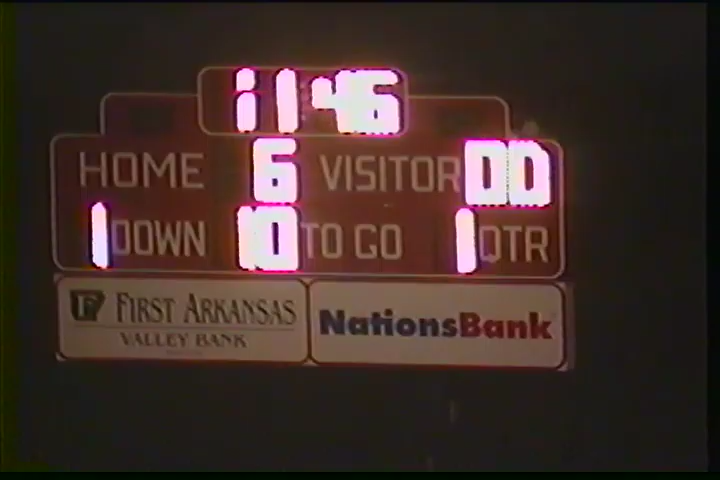 11 46
HOME 6 VISITOR 00
1 DOWN 10 TO GO 1 QTR
FIRST ARKANSAS
VALLEY BANK
NationsBank